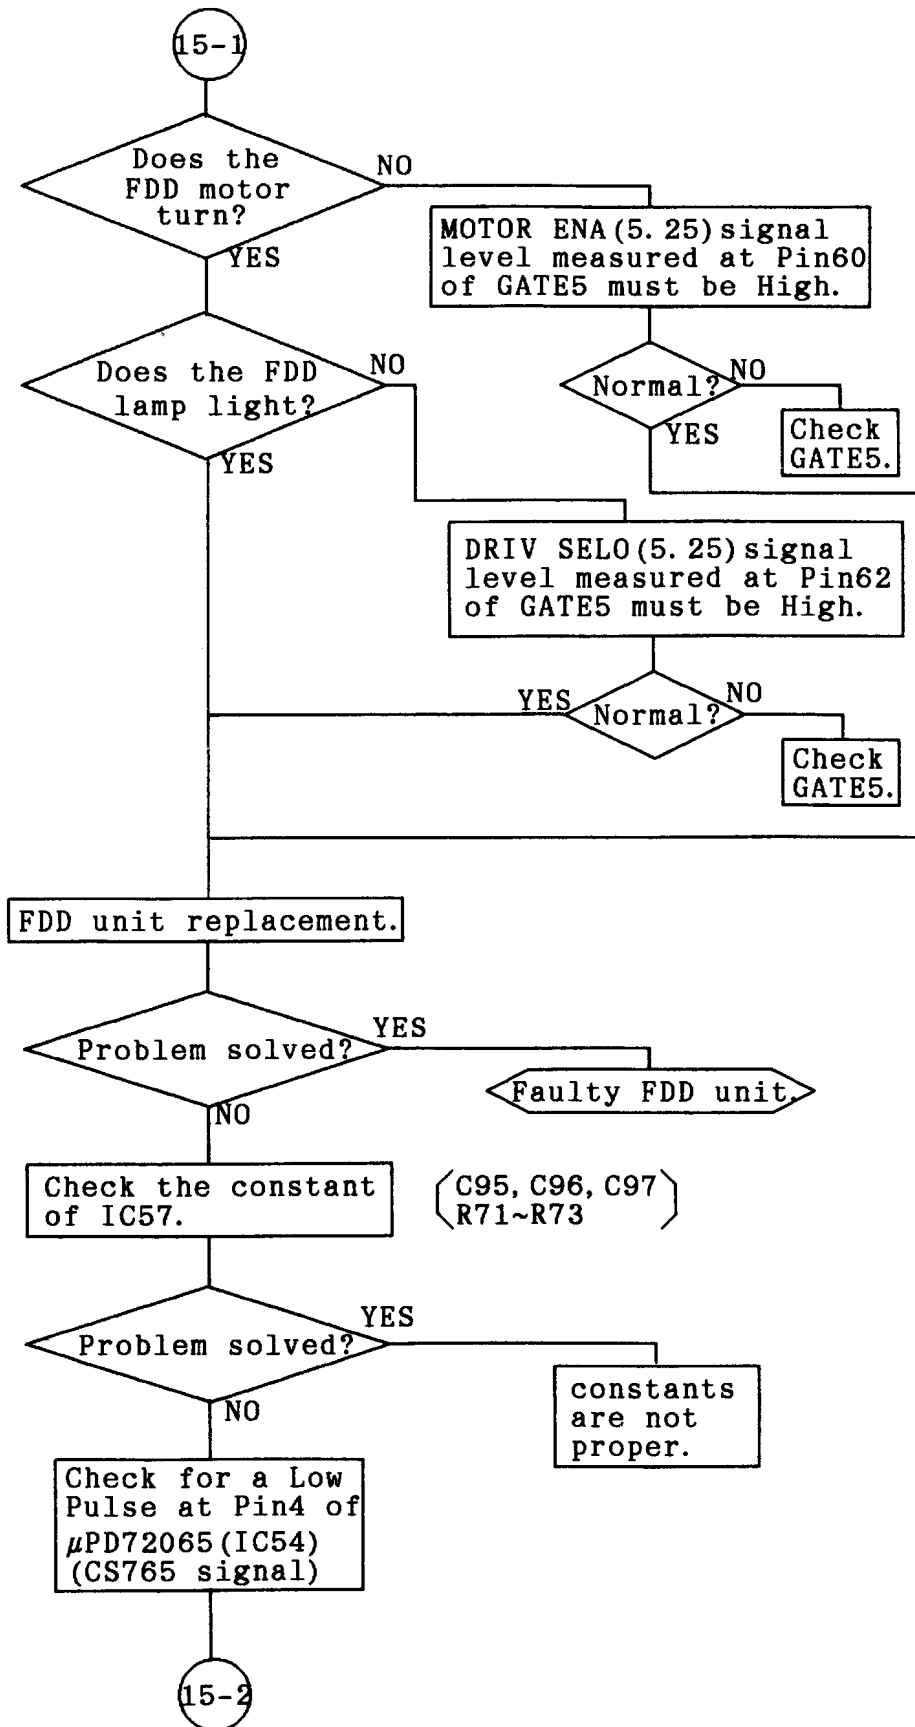 15-1
Does the
FDD motor
turn?
NO
YES
MOTOR ENA(5.25)signal
level measured at Pin60
of GATE5 must be High.
Does the FDD
lamp light?
NO
YES
Normal?
NO
YES
Check
GATE5.
DRIV SELO(5.25)signal
level measured at Pin62
of GATE5 must be High.
YES
Normal?
NO
Check
GATE5.
FDD unit replacement.
Problem solved?
YES
NO
Faulty FDD unit.
Check the constant
of IC57.
(C95, C96, C97
R71~R73)
Problem solved?
YES
NO
constants
are not
proper.
Check for a Low
Pulse at Pin4 of
μPD72065(IC54)
(CS765 signal)
15-2